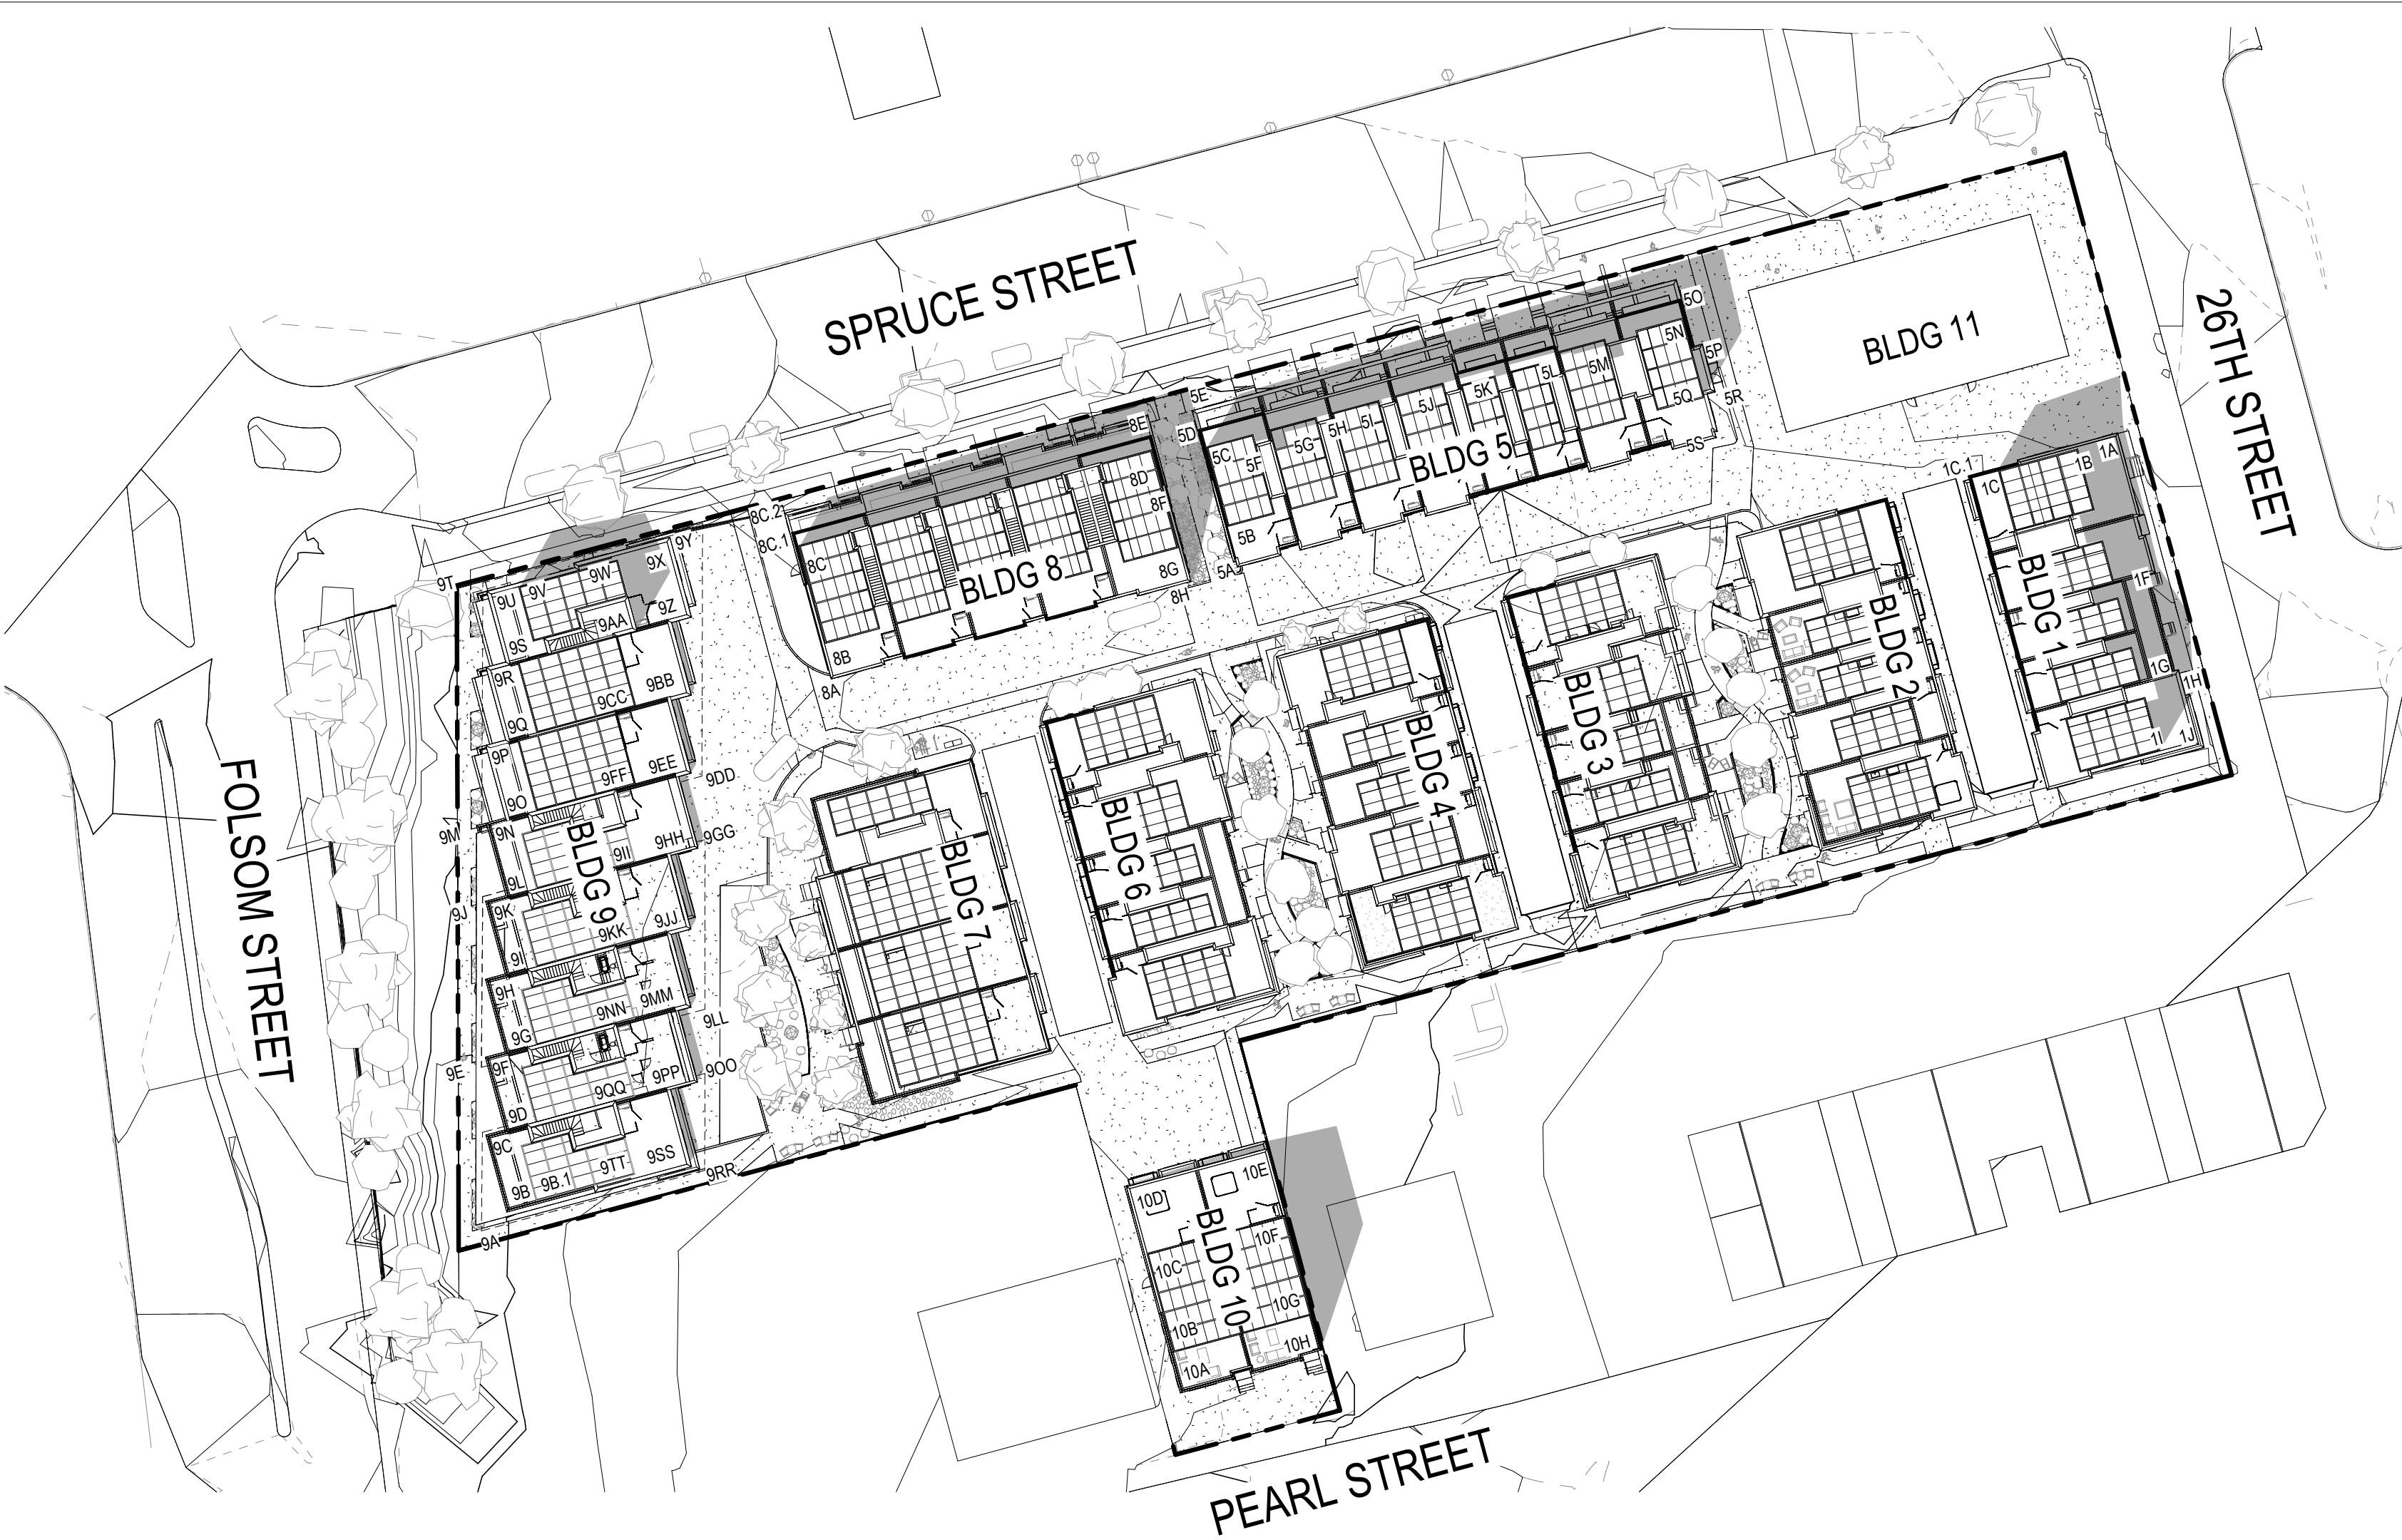 SPRUCE STREET
26TH STREET
FOLSOM STREET
PEARL STREET
BLDG 11
1A
1B
1C
1C.1
BLDG 1
1F
1G
1H
1I
1J
BLDG 2
BLDG 3
BLDG 4
5O
5N
5P
5R
5Q
5S
5M
5L
5K
5J
5I
5H
5G
5F
5E
5D
5C
5B
5A
BLDG 5
BLDG 6
BLDG 7
8E
8D
8F
8G
8H
8C.2
8C.1
8C
8B
8A
BLDG 8
9T
9U
9V
9W
9X
9Y
9Z
9AA
9S
9R
9BB
9CC
9Q
9P
9EE
9DD
9FF
9O
9M
9N
9HH
9GG
9II
9L
9K
9J
9JJ
9KK
9I
9H
9MM
9LL
9NN
9G
9F
9E
9PP
9OO
9QQ
9D
9C
9SS
9RR
9TT
9B.1
9B
9A
BLDG 9
10E
10D
10F
10C
10G
10B
10H
10A
BLDG 10